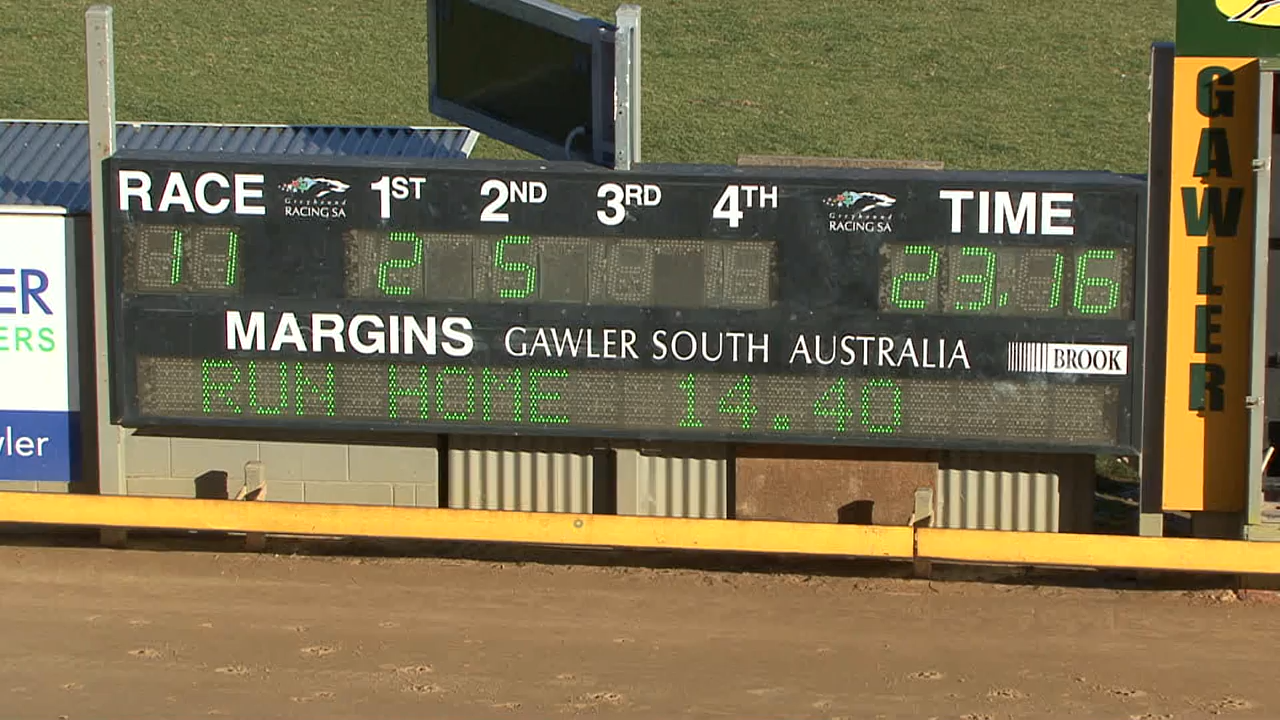 RACE Greyhound RACING SA 1ST 2ND 3RD 4TH Greyhound RACING SA TIME
11 2 5 23.16
MARGINS GAWLER SOUTH AUSTRALIA BROOK
RUN HOME 14.40
GAWLER
ER
ERS
wler